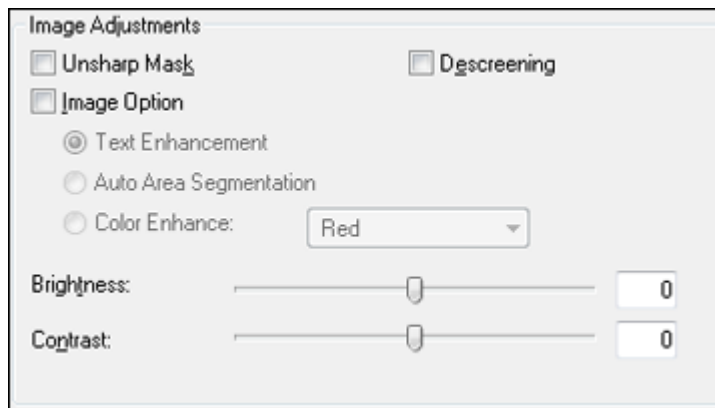 Image Adjustments
Unsharp Mask Descreening
Image Option
Text Enhancement
Auto Area Segmentation
Color Enhance: Red
Brightness: 0
Contrast: 0